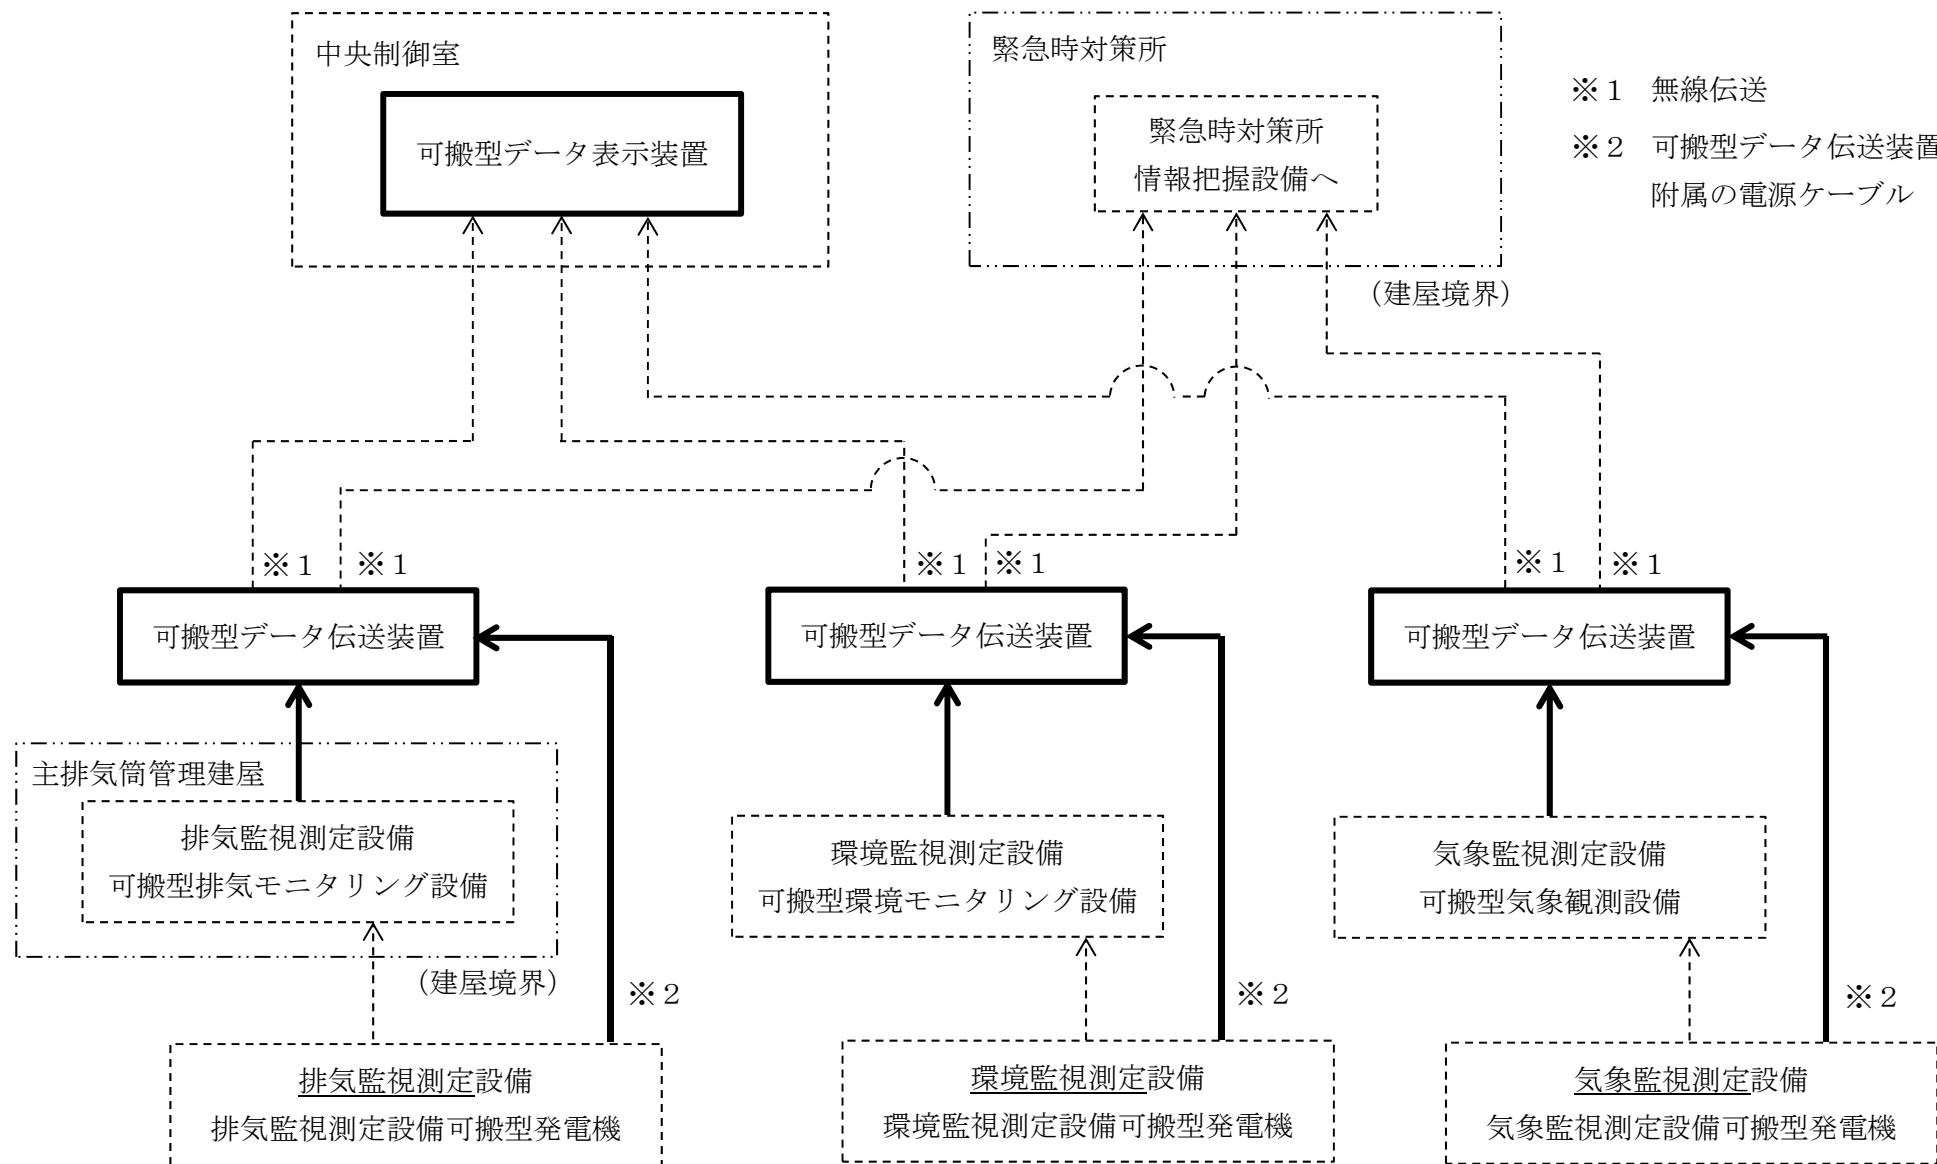 中央制御室
可搬型データ表示装置
緊急時対策所
緊急時対策所
情報把握設備へ
（建屋境界）
※１　無線伝送
※２　可搬型データ伝送装置
附属の電源ケーブル
※１
※１
※１
※１
※１
※１
可搬型データ伝送装置
可搬型データ伝送装置
可搬型データ伝送装置
主排気筒管理建屋
排気監視測定設備
可搬型排気モニタリング設備
（建屋境界）
環境監視測定設備
可搬型環境モニタリング設備
気象監視測定設備
可搬型気象観測設備
※２
※２
※２
排気監視測定設備
排気監視測定設備可搬型発電機
環境監視測定設備
環境監視測定設備可搬型発電機
気象監視測定設備
気象監視測定設備可搬型発電機